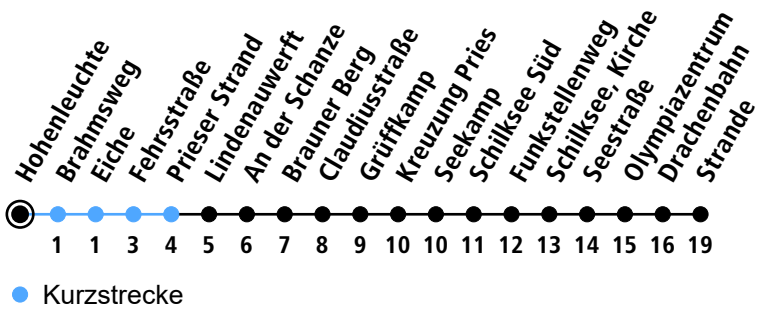 Hohenleuchte
Brahmsweg
Eiche
Fehrsstraße
Prieser Strand
Lindenauwerft
An der Schanze
Brauner Berg
Claudiusstraße
Grüffkamp
Kreuzung Pries
Seekamp
Schilksee Süd
Funkstellenweg
Schilksee, Kirche
Seestraße
Olympiazentrum
Drachenbahn
Strande
1 1 3 4 5 6 7 8 9 10 10 11 12 13 14 15 16 19
Kurzstrecke